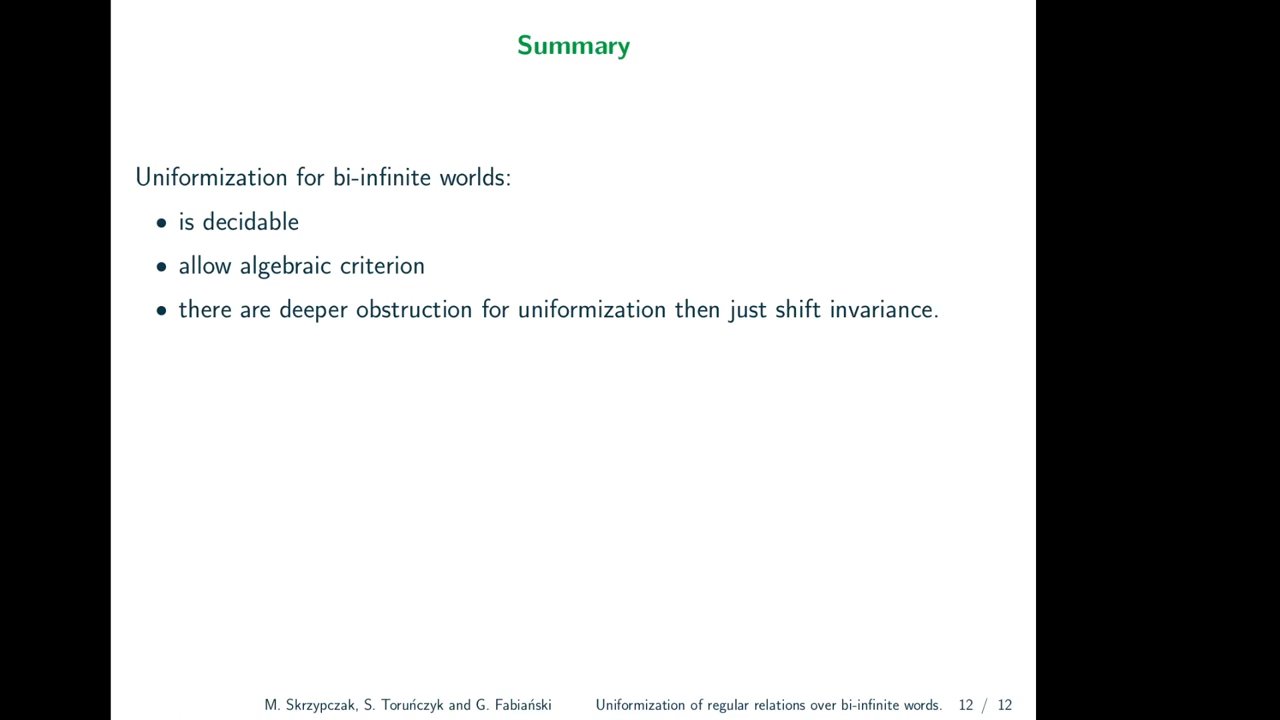 Summary
Uniformization for bi-infinite worlds:
• is decidable
• allow algebraic criterion
• there are deeper obstruction for uniformization then just shift invariance.
M. Skrzypczak, S. Toruńczyk and G. Fabiański Uniformization of regular relations over bi-infinite words. 12 / 12